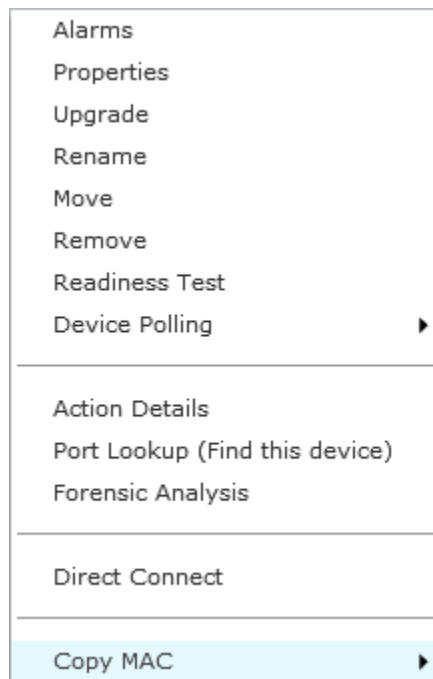 Alarms
Properties
Upgrade
Rename
Move
Remove
Readiness Test
Device Polling
Action Details
Port Lookup (Find this device)
Forensic Analysis
Direct Connect
Copy MAC